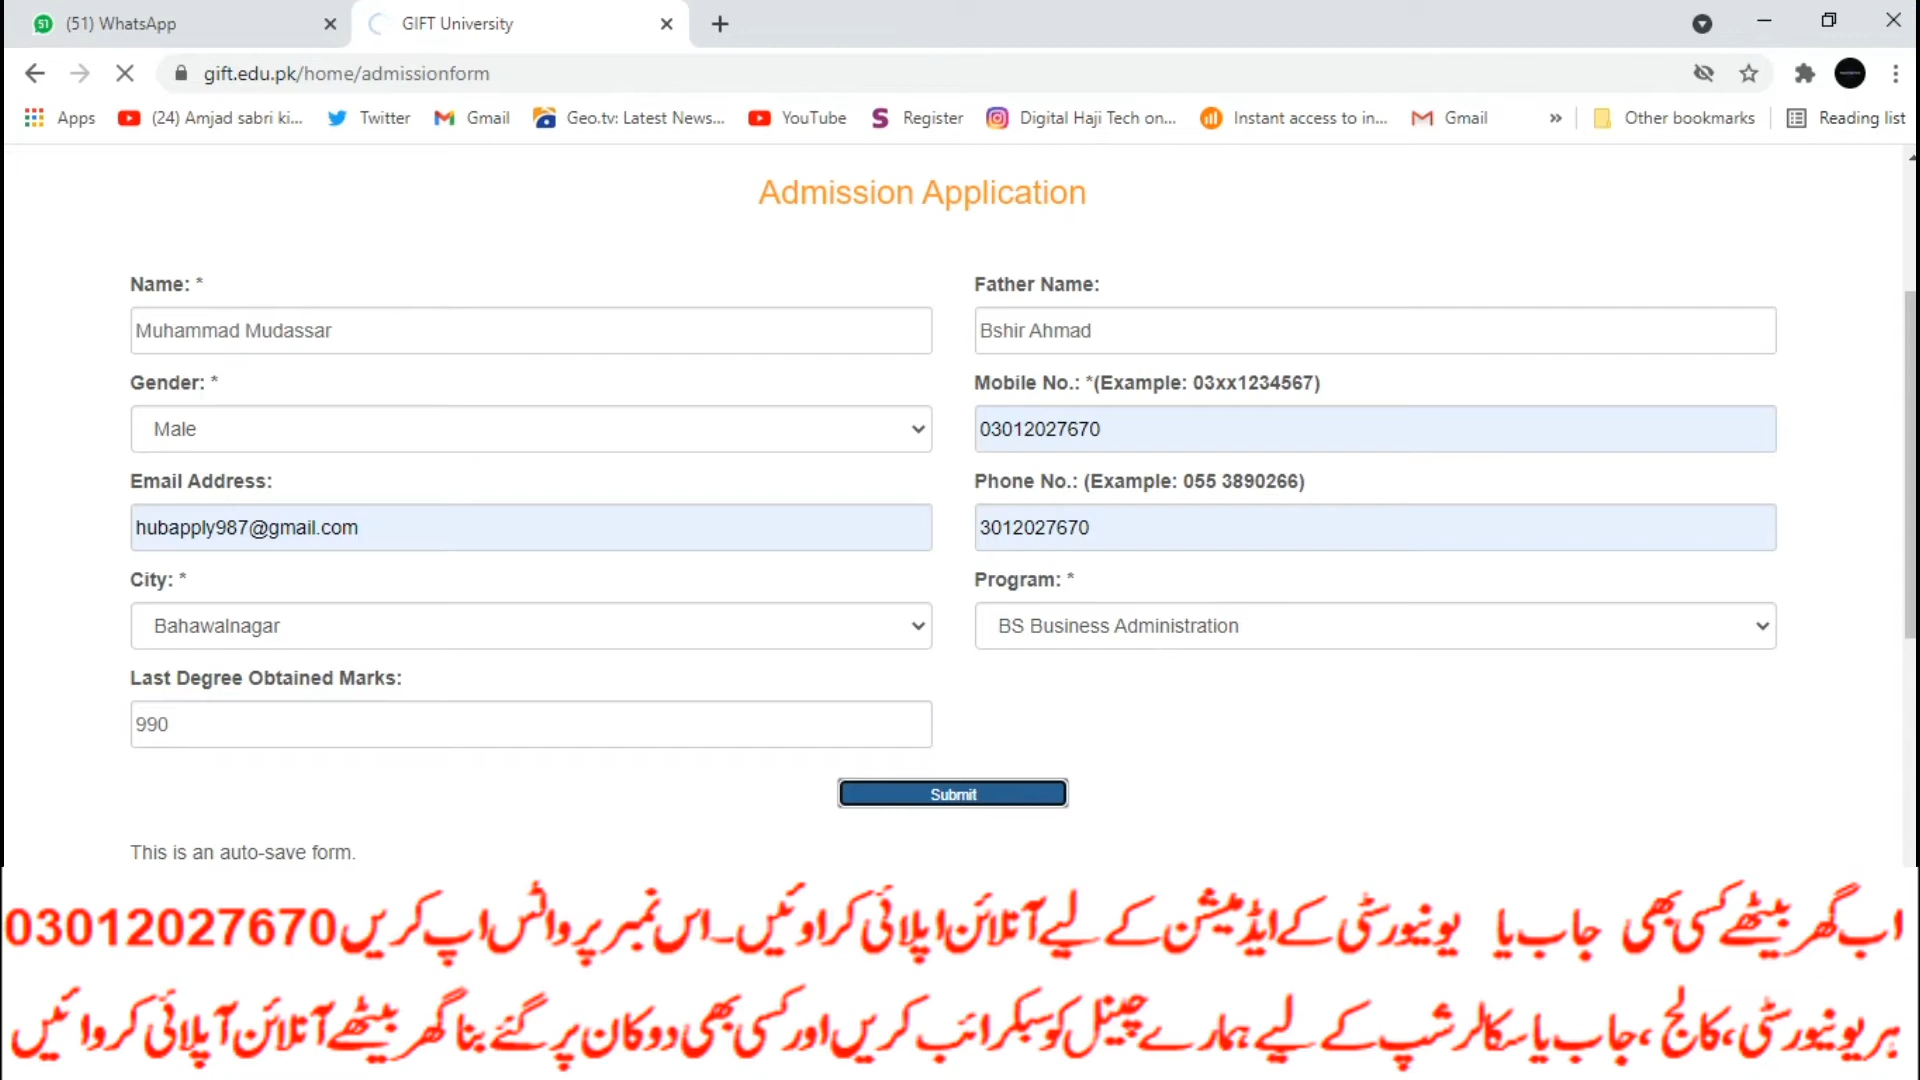 (51) WhatsApp
GIFT University
gift.edu.pk/home/admissionform
Apps
(24) Amjad sabri ki...
Twitter
Gmail
Geo.tv: Latest News...
YouTube
Register
Digital Haji Tech on...
Instant access to in...
Gmail
»
Other bookmarks
Reading list
Admission Application
Name: *
Father Name:
Muhammad Mudassar
Bshir Ahmad
Gender: *
Mobile No.: *(Example: 03xx1234567)
Male
03012027670
Email Address:
Phone No.: (Example: 055 3890266)
hubapply987@gmail.com
3012027670
City: *
Program: *
Bahawalnagar
BS Business Administration
Last Degree Obtained Marks:
990
Submit
This is an auto-save form.
اب گھر بیٹھے کسی بھی جاب یا یونیورسٹی کے ایڈمیشن کے لیے آنلائن اپلائی کراوئیں۔اس نمبر پر واٹس اپ کریں 03012027670
ہر یونیورسٹی، کالج ،جاب یا سکالر شپ کے لیے ہمارے چینل کو سبکرائب کریں اور کسی بھی دوکان پر گئے بنا گھر بیٹھے آنلائن آپلائی کروائیں